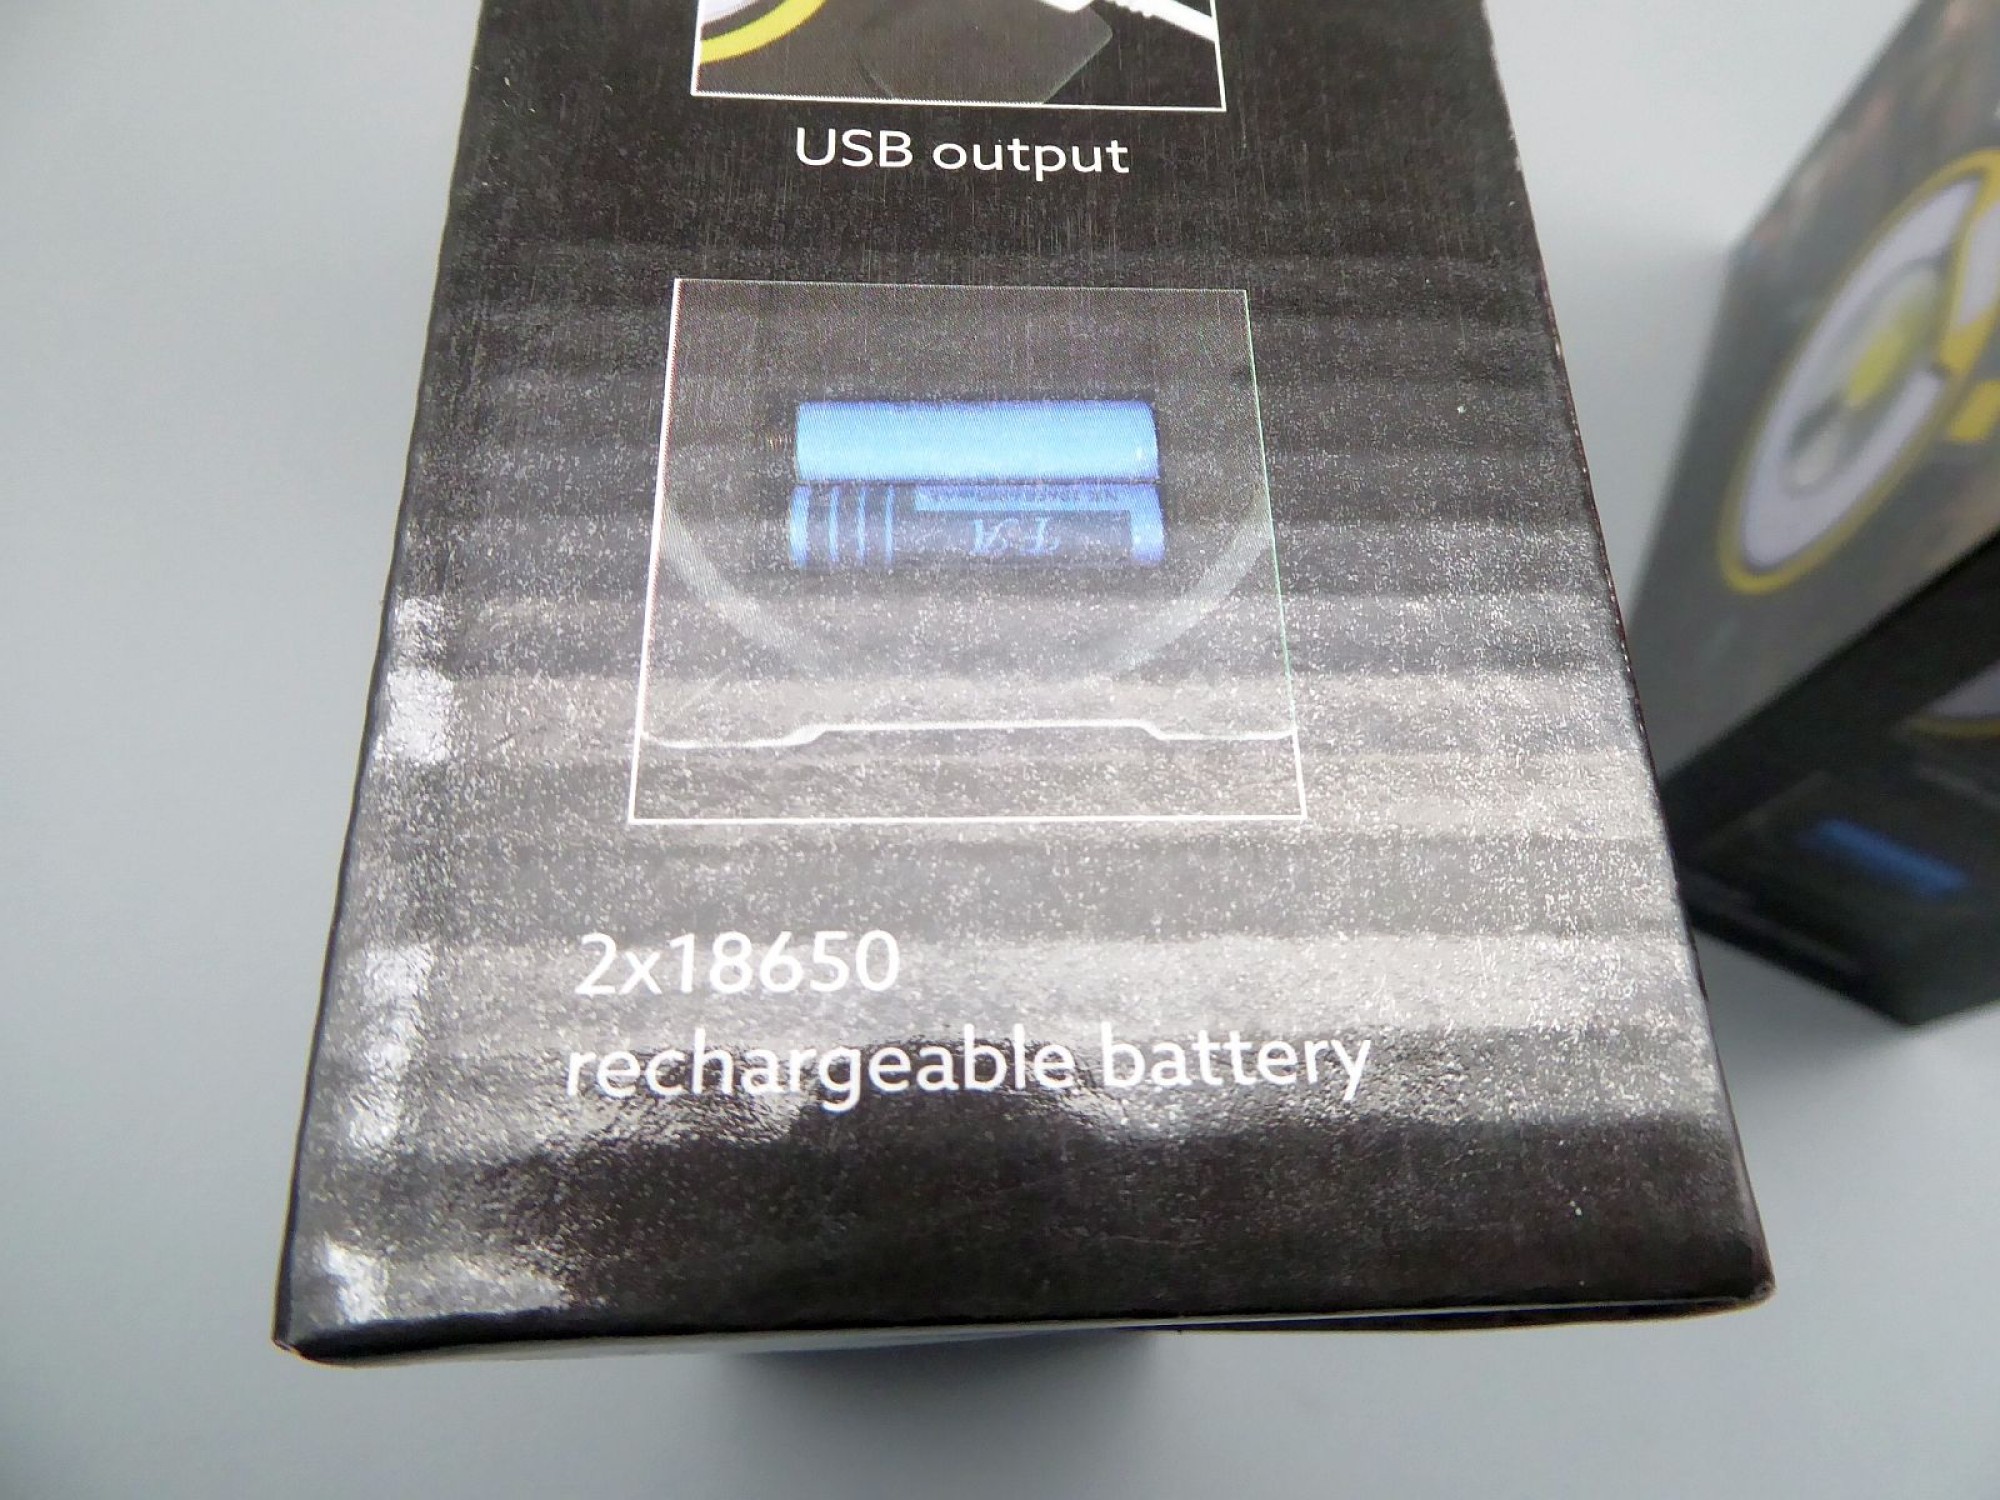 USB output
2x18650
rechargeable battery